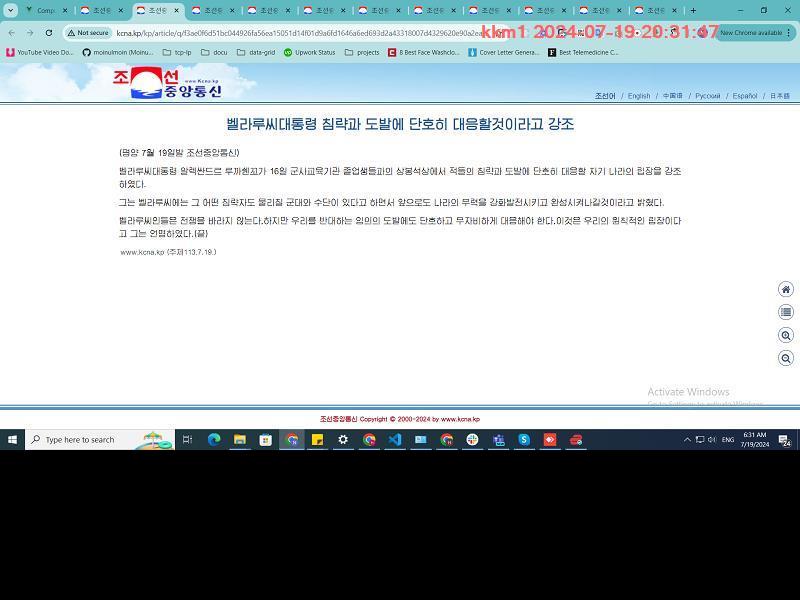 Comp
조선중
조선중
조선중
조선중
조선중
조선중
조선중
조선중
조선중
조선중
조선중
Not secure
kcna.kp/kp/article/q/f3ae0f6d51bc044926fa56ea15051d14f01d9a6fd1646a6ed693d2a43318007d4329620e90a2ea
kkm1 2024-07-19-20:31:47
New Chrome available
YouTube Video Do...
moinulmoin (Moinu...
tcp-ip
docu
data-grid
Upwork Status
projects
8 Best Face Washclo...
Cover Letter Genera...
Best Telemedicine C...
조선 www.kcna.kp
중앙통신
조선어 / English / 中国语 / Русский / Español / 日本語
벨라루씨대통령 침략과 도발에 단호히 대응할것이라고 강조
(평양 7월 19일발 조선중앙통신)
벨라루씨대통령 알렉싼드르 루까쉔꼬가 16일 군사교육기관 졸업생들과의 상봉석상에서 적들의 침략과 도발에 단호히 대응할 자기 나라의 립장을 강조
하였다.
그는 벨라루씨에는 그 어떤 침략자도 물리칠 군대와 수단이 있다고 하면서 앞으로도 나라의 무력을 강화발전시키고 완성시켜나갈것이라고 밝혔다.
벨라루씨인들은 전쟁을 바라지 않는다.하지만 우리를 반대하는 임의의 도발에도 단호하고 무자비하게 대응해야 한다.이것은 우리의 원칙적인 립장이다
고 그는 언명하였다.(끝)
www.kcna.kp (주체113.7.19.)
Activate Windows
Go to Settings to activate Windows.
조선중앙통신 Copyright © 2000-2024 by www.kcna.kp
Type here to search
ENG
6:31 AM
7/19/2024
24